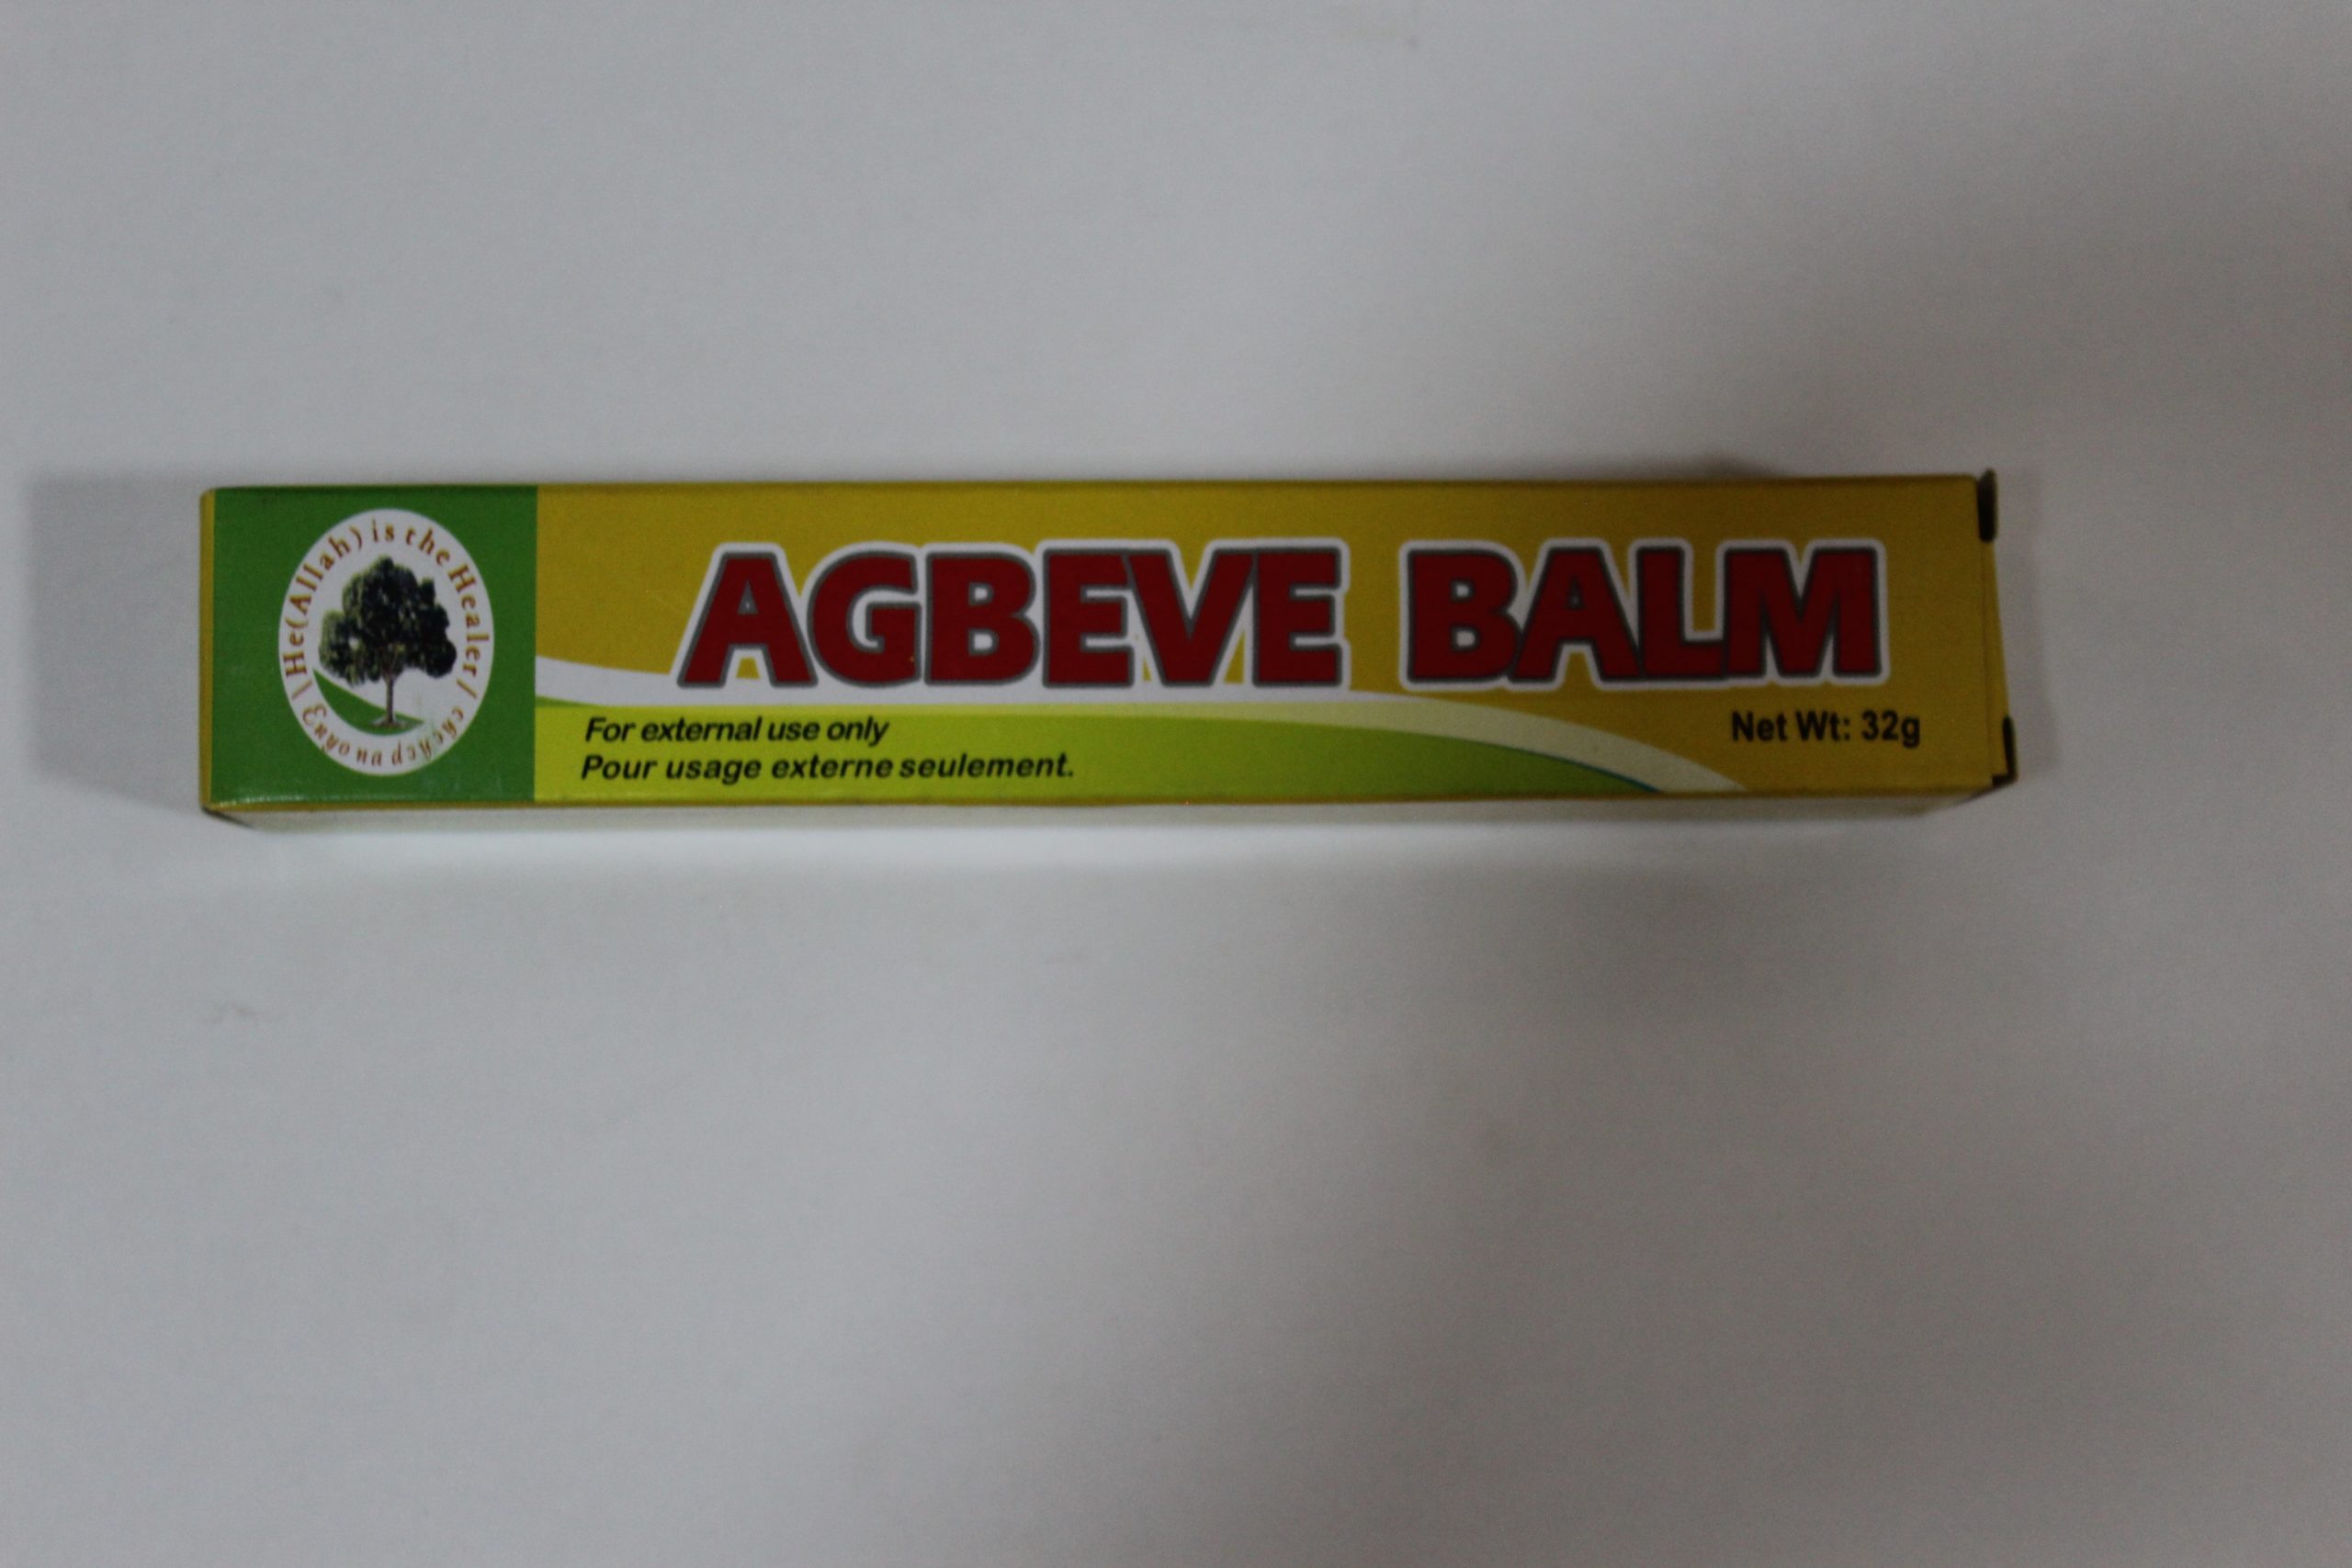 He(Allah) is the Healer
AGBEVE BALM
For external use only
Pour usage externe seulement.
Net Wt: 32g